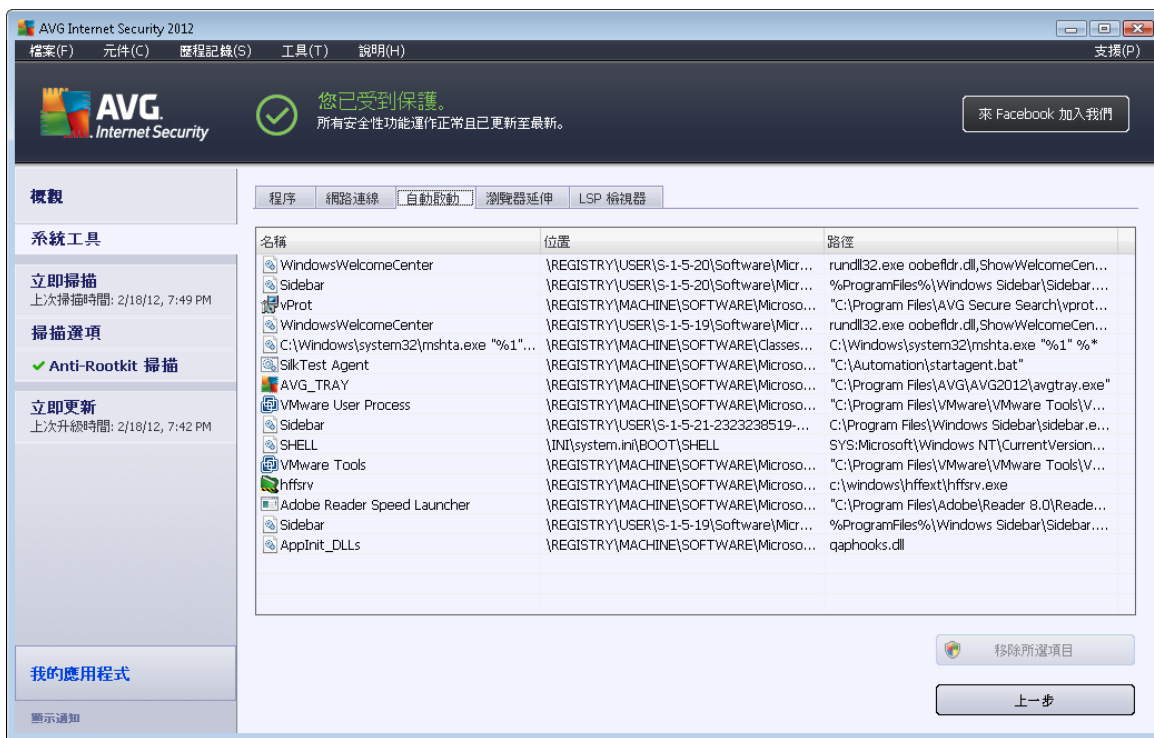 AVG Internet Security 2012
檔案(F) 元件(C) 歷程記錄(S) 工具(T) 說明(H) 支援(P)
AVG.
Internet Security
您已受到保護。
所有安全性功能運作正常且已更新至最新。
來 Facebook 加入我們
概觀
系統工具
立即掃描
上次掃描時間: 2/18/12, 7:49 PM
掃描選項
Anti-Rootkit 掃描
立即更新
上次升級時間: 2/18/12, 7:42 PM
我的應用程式
顯示通知
程序 網路連線 自動啟動 瀏覽器延伸 LSP 檢視器
名稱 位置 路徑
WindowsWelcomeCenter \REGISTRY\USER\S-1-5-20\Software\Micr... rundll32.exe oobefldr.dll,ShowWelcomeCen...
Sidebar \REGISTRY\USER\S-1-5-20\Software\Micr... %ProgramFiles%\Windows Sidebar\Sidebar....
vProt \REGISTRY\MACHINE\SOFTWARE\Microso... "C:\Program Files\AVG Secure Search\vprot...
WindowsWelcomeCenter \REGISTRY\USER\S-1-5-19\Software\Micr... rundll32.exe oobefldr.dll,ShowWelcomeCen...
C:\Windows\system32\mshta.exe "%1"... \REGISTRY\MACHINE\SOFTWARE\Classes... C:\Windows\system32\mshta.exe "%1" %*
SilkTest Agent \REGISTRY\MACHINE\SOFTWARE\Microso... "C:\Automation\startagent.bat"
AVG_TRAY \REGISTRY\MACHINE\SOFTWARE\Microso... "C:\Program Files\AVG\AVG2012\avgtray.exe"
VMware User Process \REGISTRY\MACHINE\SOFTWARE\Microso... "C:\Program Files\VMware\VMware Tools\V...
Sidebar \REGISTRY\USER\S-1-5-21-2323238519-... C:\Program Files\Windows Sidebar\sidebar.e...
SHELL \INI\system.ini\BOOT\SHELL SYS:Microsoft\Windows NT\CurrentVersion...
VMware Tools \REGISTRY\MACHINE\SOFTWARE\Microso... "C:\Program Files\VMware\VMware Tools\V...
hffsrv \REGISTRY\MACHINE\SOFTWARE\Microso... c:\windows\hffext\hffsrv.exe
Adobe Reader Speed Launcher \REGISTRY\MACHINE\SOFTWARE\Microso... "C:\Program Files\Adobe\Reader 8.0\Reade...
Sidebar \REGISTRY\USER\S-1-5-19\Software\Micr... %ProgramFiles%\Windows Sidebar\Sidebar....
AppInit_DLLs \REGISTRY\MACHINE\SOFTWARE\Microso... qaphooks.dll
移除所選項目
上一步